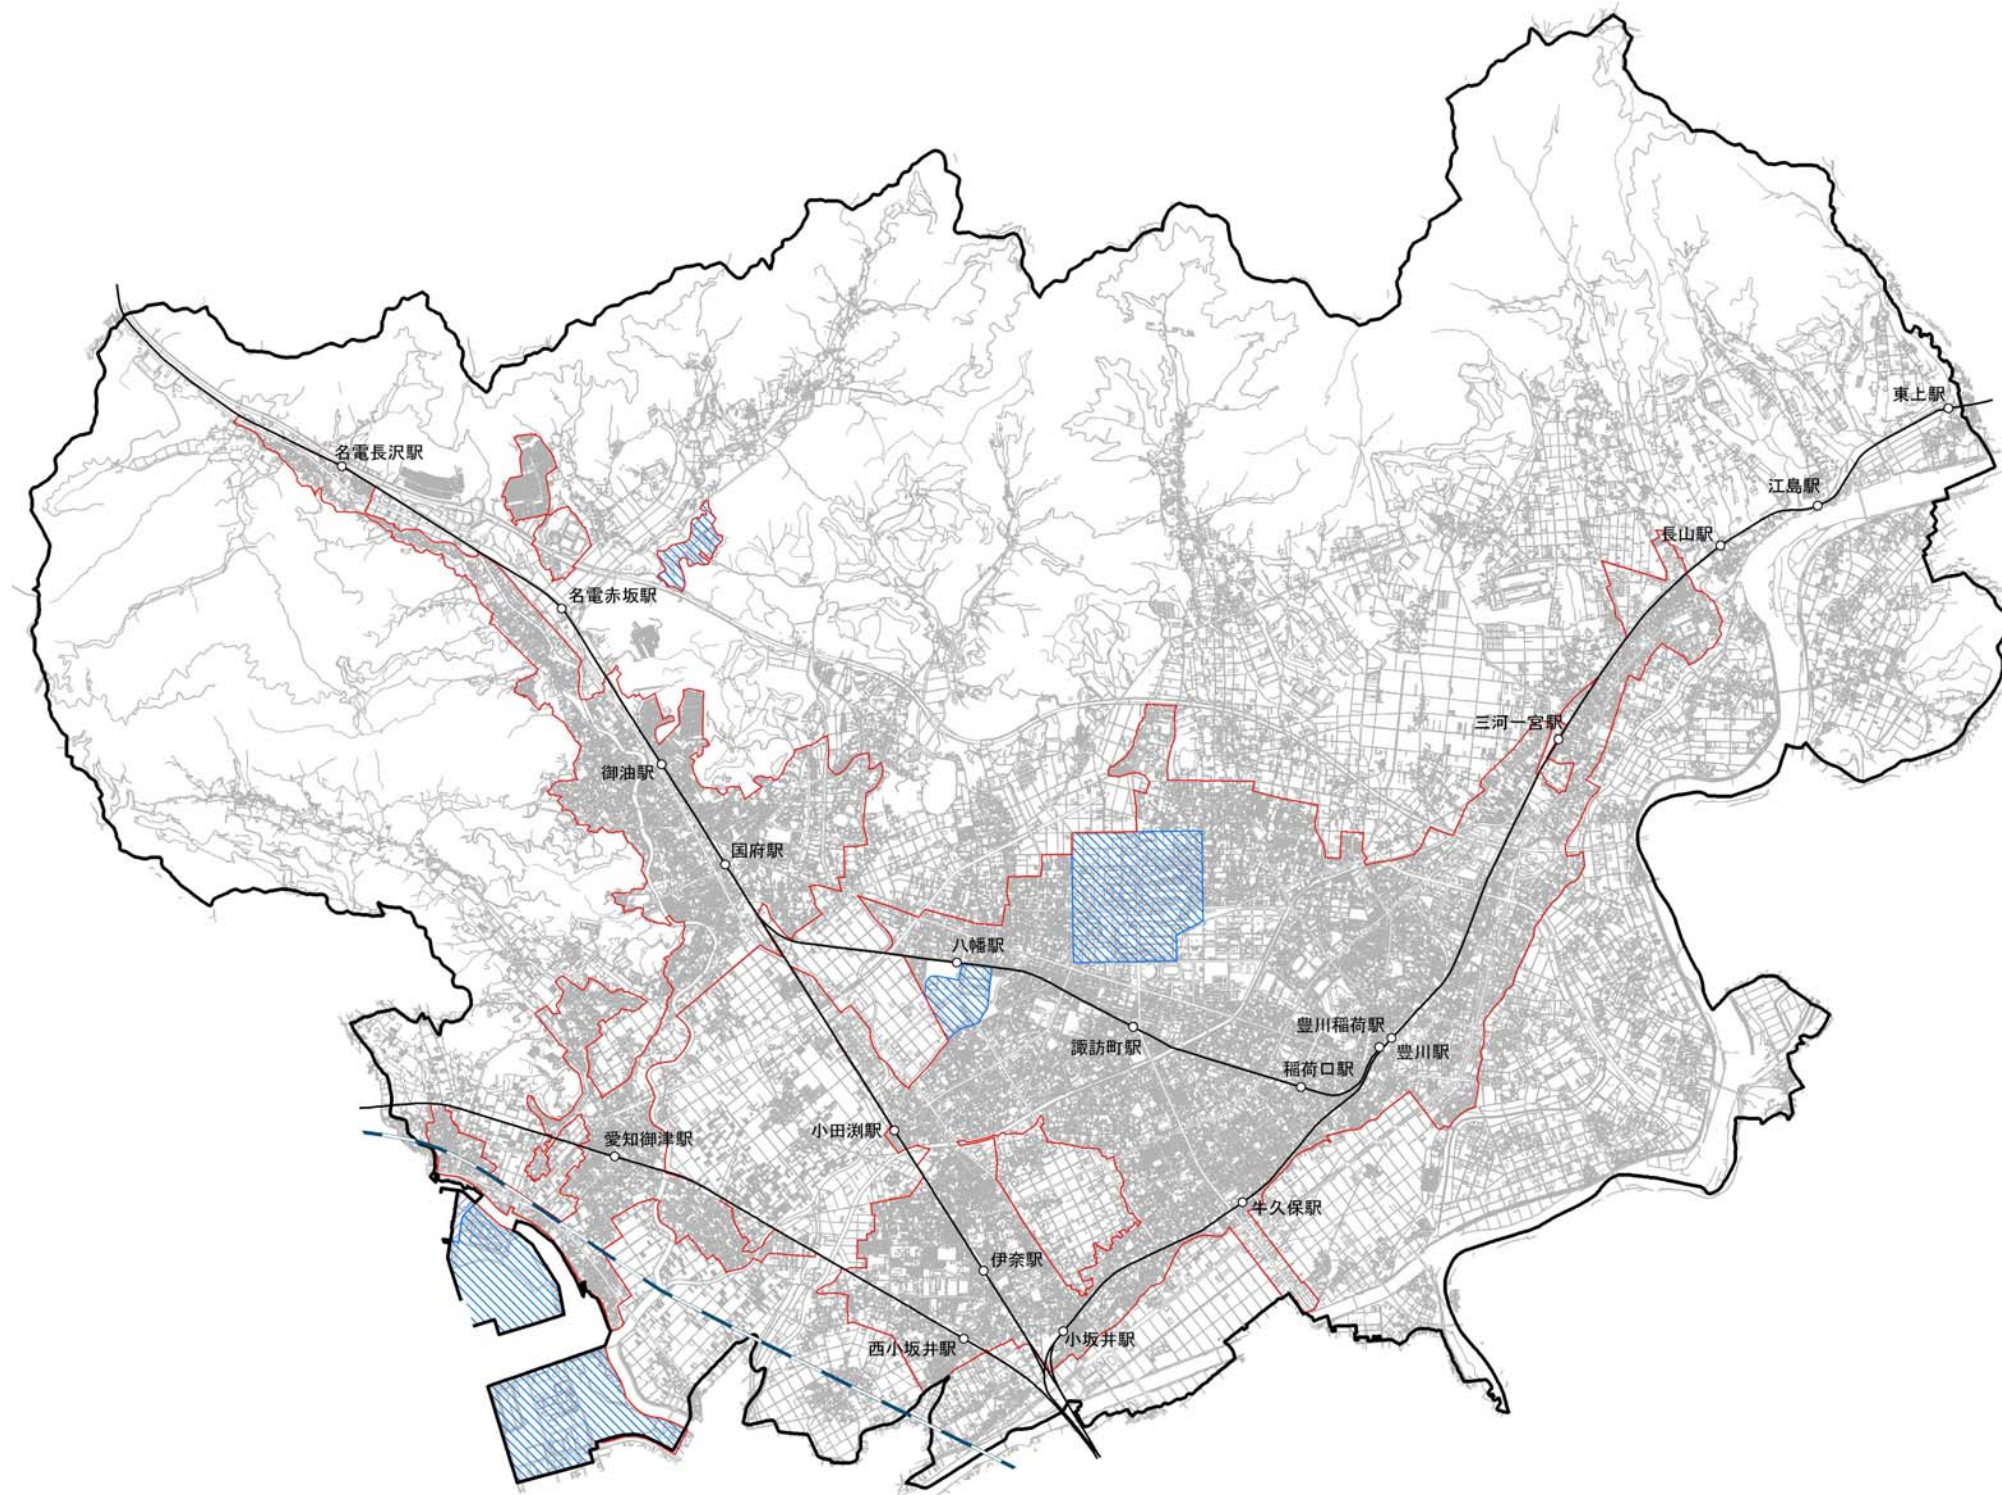 東上駅
名電長沢駅
江島駅
長山駅
名電赤坂駅
三河一宮駅
御油駅
国府駅
八幡駅
豊川稲荷駅
諏訪町駅
豊川駅
稲荷口駅
小田渕駅
愛知御津駅
牛久保駅
伊奈駅
小坂井駅
西小坂井駅